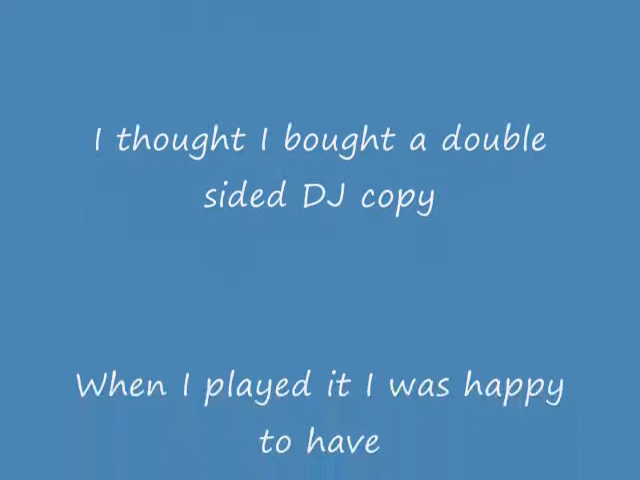 I thought I bought a double
sided DJ copy
When I played it I was happy
to have